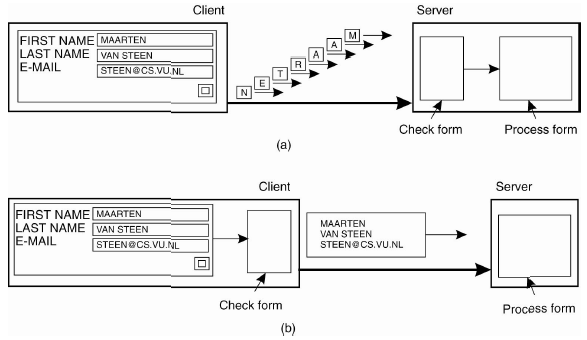 Client
Server
FIRST NAME MAARTEN
LAST NAME VAN STEEN
E-MAIL STEEN@CS.VU.NL
N E T R A A M
Check form
Process form
(a)
Client
Server
FIRST NAME MAARTEN
LAST NAME VAN STEEN
E-MAIL STEEN@CS.VU.NL
MAARTEN
VAN STEEN
STEEN@CS.VU.NL
Check form
Process form
(b)